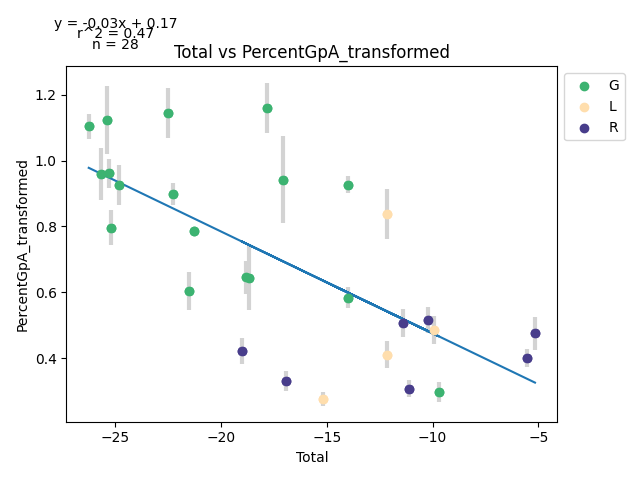 y = -0.03x + 0.17
r^2 = 0.47
n = 28
Total vs PercentGpA_transformed
G
L
R
1.2
1.0
0.8
0.6
0.4
PercentGpA_transformed
−25
−20
−15
−10
−5
Total